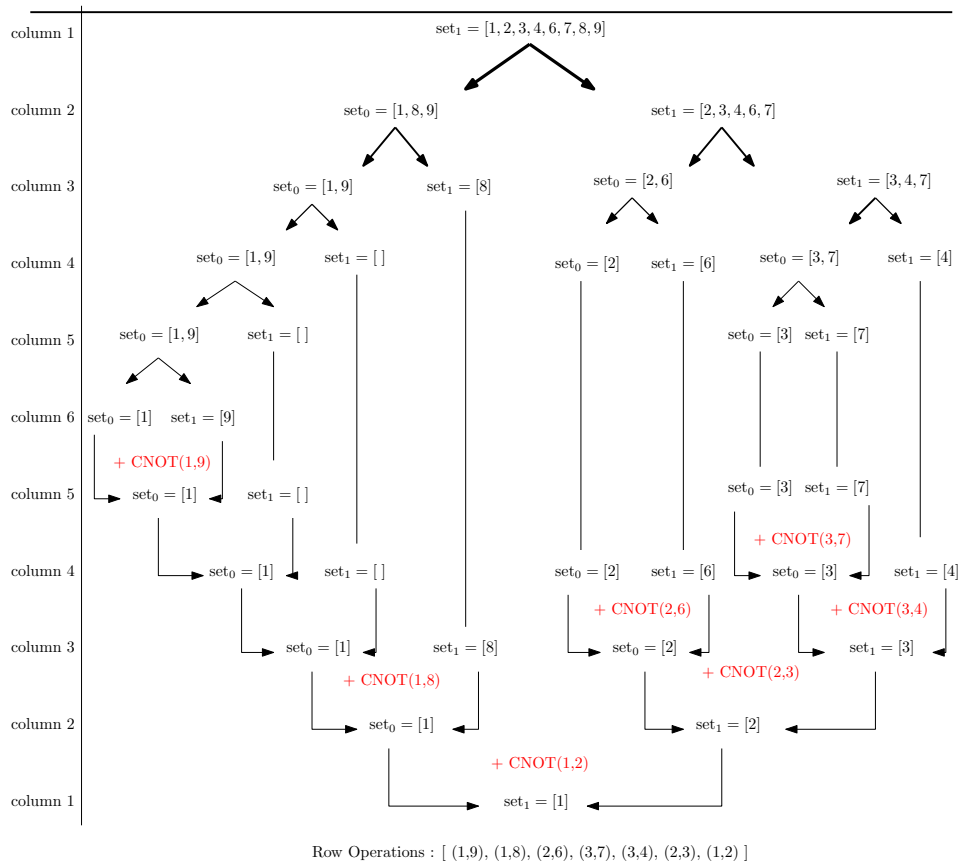 column 1 set₁ = [1, 2, 3, 4, 6, 7, 8, 9]
column 2 set₀ = [1, 8, 9] set₁ = [2, 3, 4, 6, 7]
column 3 set₀ = [1, 9] set₁ = [8] set₀ = [2, 6] set₁ = [3, 4, 7]
column 4 set₀ = [1, 9] set₁ = [ ] set₀ = [2] set₁ = [6] set₀ = [3, 7] set₁ = [4]
column 5 set₀ = [1, 9] set₁ = [ ] set₀ = [3] set₁ = [7]
column 6 set₀ = [1] set₁ = [9]
+ CNOT(1,9)
column 5 set₀ = [1] set₁ = [ ] set₀ = [3] set₁ = [7]
+ CNOT(3,7)
column 4 set₀ = [1] set₁ = [ ] set₀ = [2] set₁ = [6] set₀ = [3] set₁ = [4]
+ CNOT(2,6) + CNOT(3,4)
column 3 set₀ = [1] set₁ = [8] set₀ = [2] set₁ = [3]
+ CNOT(1,8) + CNOT(2,3)
column 2 set₀ = [1] set₁ = [2]
+ CNOT(1,2)
column 1 set₁ = [1]
Row Operations : [ (1,9), (1,8), (2,6), (3,7), (3,4), (2,3), (1,2) ]